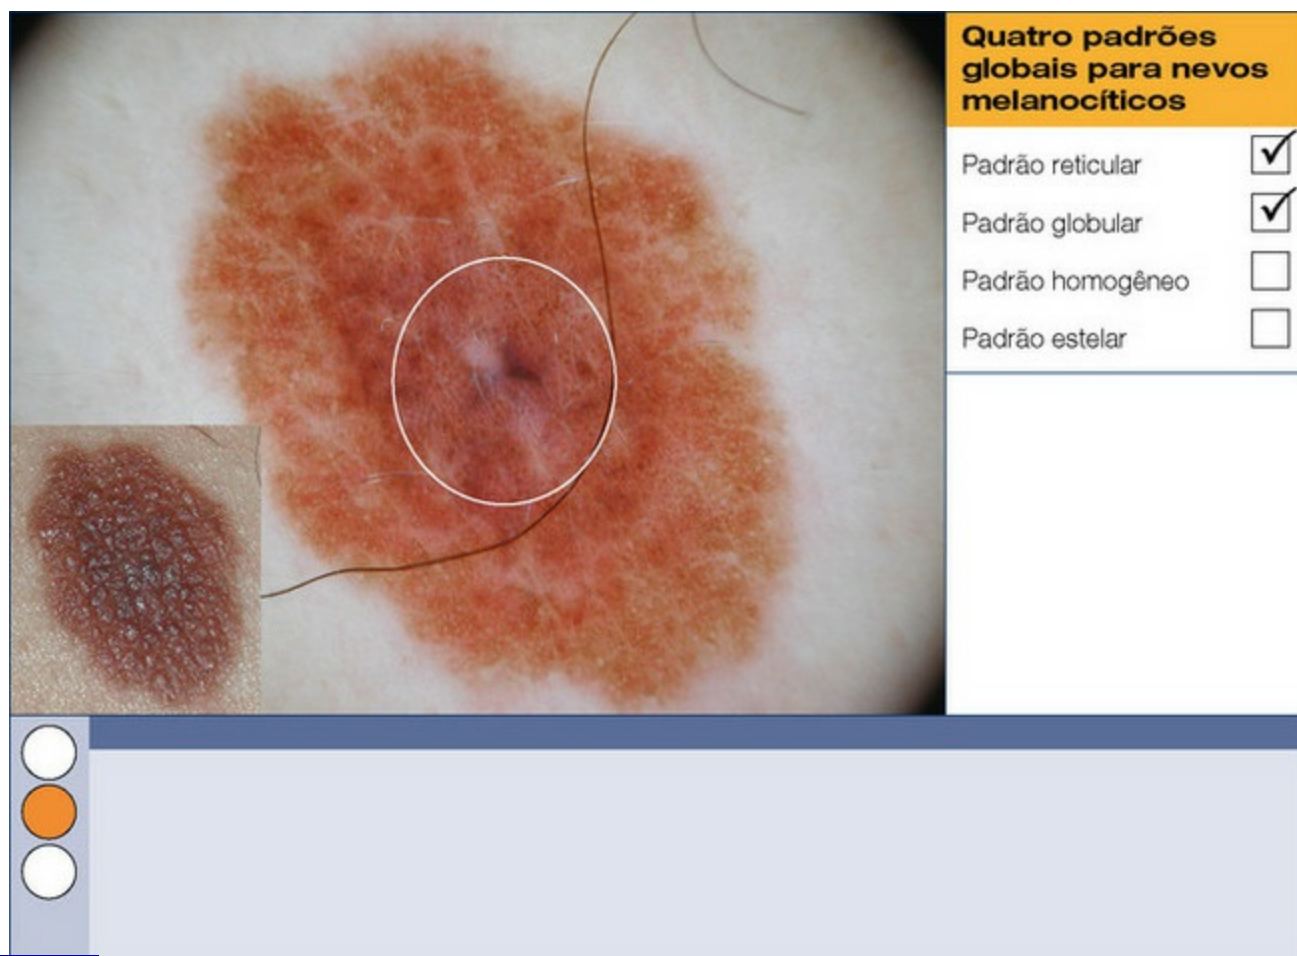 Quatro padrões
globais para nevos
melanocíticos
Padrão reticular
Padrão globular
Padrão homogêneo
Padrão estelar